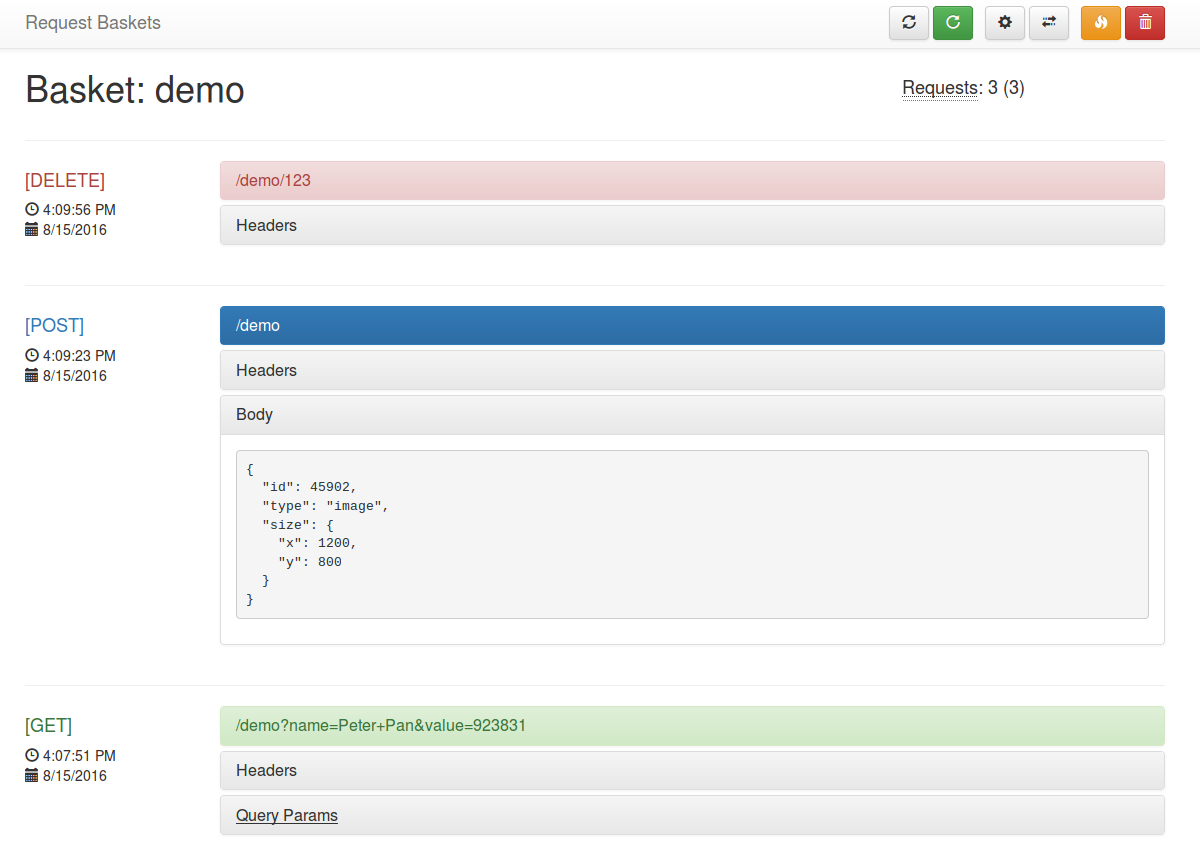 Request Baskets
Basket: demo
Requests: 3 (3)
[DELETE]
4:09:56 PM
8/15/2016
/demo/123
Headers
[POST]
4:09:23 PM
8/15/2016
/demo
Headers
Body
{
  "id": 45902,
  "type": "image",
  "size": {
    "x": 1200,
    "y": 800
  }
}
[GET]
4:07:51 PM
8/15/2016
/demo?name=Peter+Pan&value=923831
Headers
Query Params